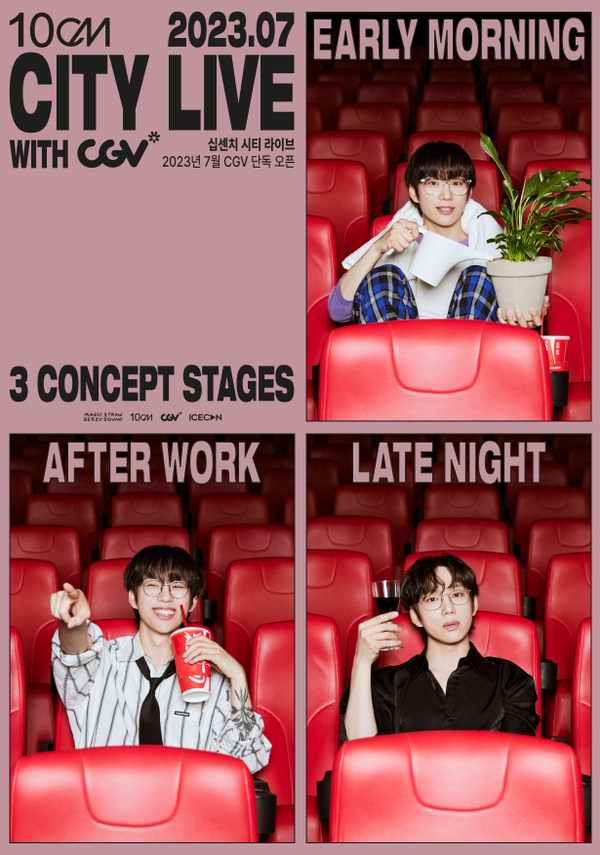 10CM 2023.07
CITY LIVE
WITH CGV*
십센치 시티 라이브
2023년 7월 CGV 단독 오픈
3 CONCEPT STAGES
MAGIC STRAWBERRY SOUND 10CM CGV* ICECON
EARLY MORNING
AFTER WORK
LATE NIGHT